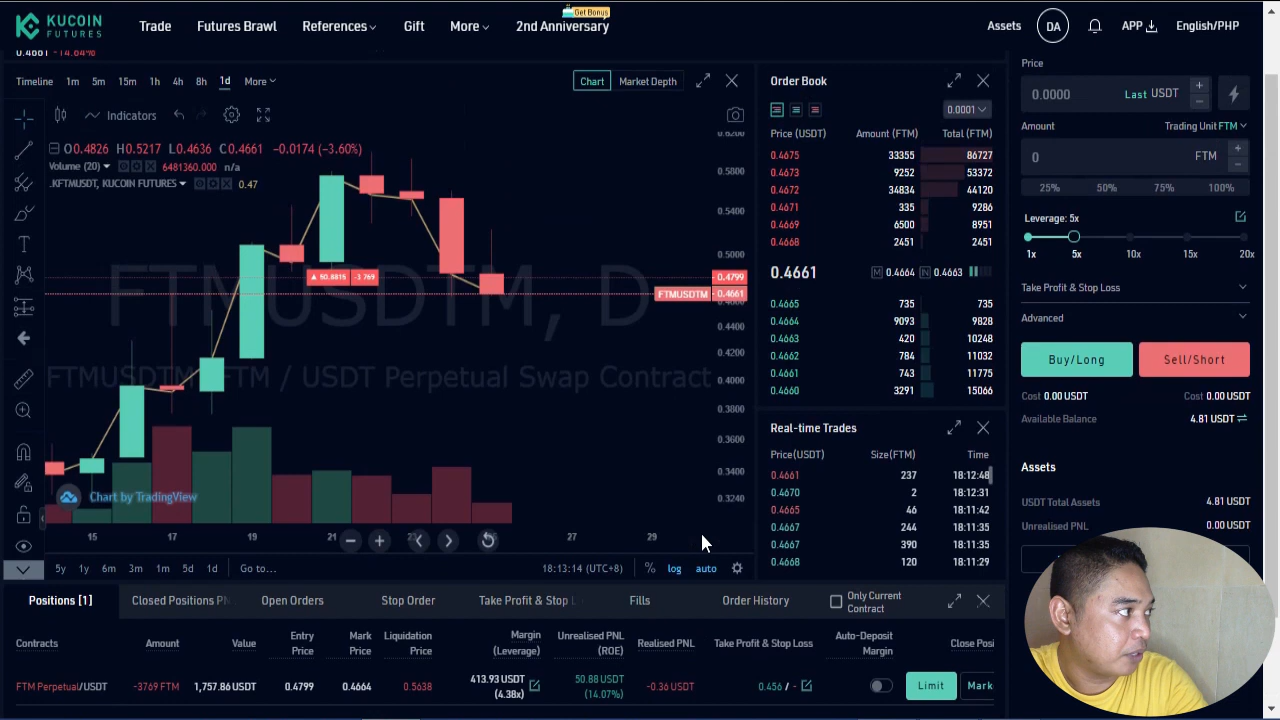 KUCOIN FUTURES
Trade
Futures Brawl
References
Gift
More
2nd Anniversary
Get Bonus
Assets
DA
APP
English/PHP
0.4661 -14.64%
Timeline 1m 5m 15m 1h 4h 8h 1d More
Chart Market Depth
Indicators
O0.4826 H0.5217 L0.4636 C0.4661 -0.0174 (-3.60%)
Volume (20) 6481360.000 n/a
.KFTMUSDT, KUCOIN FUTURES 0.47
FTMUSDTM, D
FTMUSDTM, FTM / USDT Perpetual Swap Contract
50.8815 -3 769
0.6200
0.5800
0.5400
0.5000
0.4799
FTMUSDTM 0.4661
0.4600
0.4400
0.4200
0.4000
0.3800
0.3600
0.3400
0.3240
Chart by TradingView
15 17 19 21 23 25 27 29
5y 1y 6m 3m 1m 5d 1d Go to...
18:13:14 (UTC+8) % log auto
Order Book
0.0001
Price (USDT) Amount (FTM) Total (FTM)
0.4675 33355 86727
0.4673 9252 53372
0.4672 34834 44120
0.4671 335 9286
0.4669 6500 8951
0.4668 2451 2451
0.4661 M 0.4664 N 0.4663
0.4665 735 735
0.4664 9093 9828
0.4663 420 10248
0.4662 784 11032
0.4661 743 11775
0.4660 3291 15066
Real-time Trades
Price(USDT) Size(FTM) Time
0.4661 237 18:12:48
0.4670 2 18:12:31
0.4665 46 18:11:42
0.4667 244 18:11:35
0.4667 390 18:11:35
0.4668 120 18:11:29
Price
0.0000 Last USDT
Amount Trading Unit FTM
0 FTM
25% 50% 75% 100%
Leverage: 5x
1x 5x 10x 15x 20x
Take Profit & Stop Loss
Advanced
Buy/Long Sell/Short
Cost 0.00 USDT Cost 0.00 USDT
Available Balance 4.81 USDT
Assets
USDT Total Assets 4.81 USDT
Unrealised PNL 0.00 USDT
Positions [1]
Closed Positions PN
Open Orders
Stop Order
Take Profit & Stop L
Fills
Order History
Only Current Contract
Contracts
Amount
Value
Entry Price
Mark Price
Liquidation Price
Margin (Leverage)
Unrealised PNL (ROE)
Realised PNL
Take Profit & Stop Loss
Auto-Deposit Margin
Close Posi
FTM Perpetual/USDT
-3769 FTM
1,757.86 USDT
0.4799
0.4664
0.5638
413.93 USDT (4.38x)
50.88 USDT (14.07%)
-0.36 USDT
0.456 / -
Limit
Mark